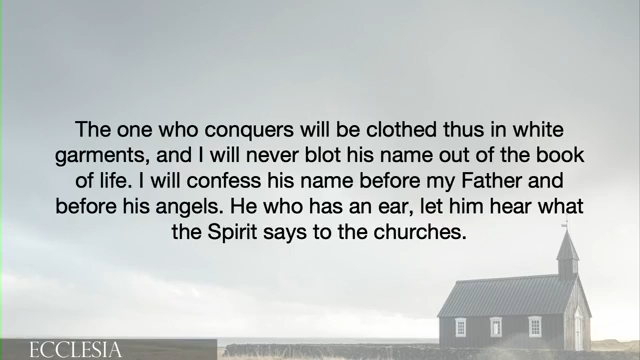 The one who conquers will be clothed thus in white
garments, and I will never blot his name out of the book
of life. I will confess his name before my Father and
before his angels. He who has an ear, let him hear what
the Spirit says to the churches.
ECCLESIA